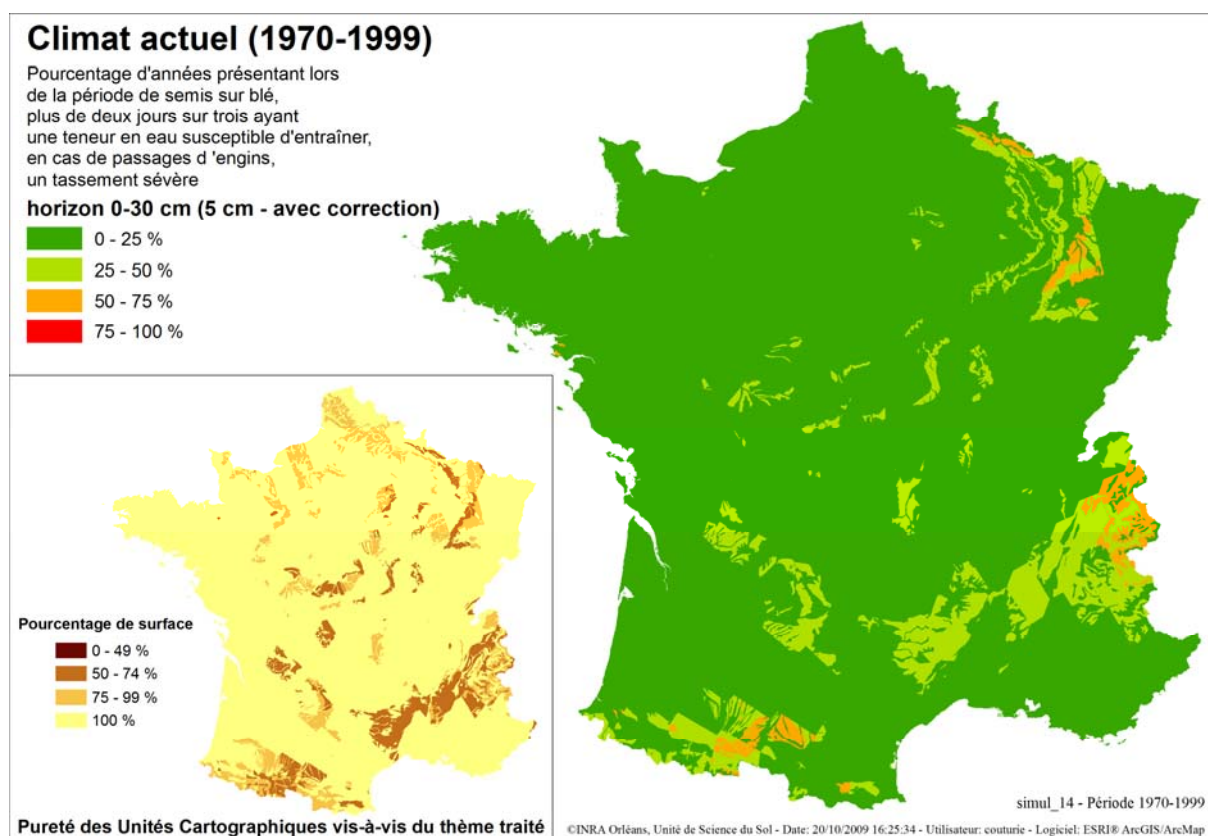 Climat actuel (1970-1999)
Pourcentage d'années présentant lors
de la période de semis sur blé,
plus de deux jours sur trois ayant
une teneur en eau susceptible d'entraîner,
en cas de passages d 'engins,
un tassement sévère
horizon 0-30 cm (5 cm - avec correction)
0 - 25 %
25 - 50 %
50 - 75 %
75 - 100 %
Pourcentage de surface
0 - 49 %
50 - 74 %
75 - 99 %
100 %
Pureté des Unités Cartographiques vis-à-vis du thème traité
simul_14 - Période 1970-1999
©INRA Orléans, Unité de Science du Sol - Date: 20/10/2009 16:25:34 - Utilisateur: couturie - Logiciel: ESRI® ArcGIS/ArcMap